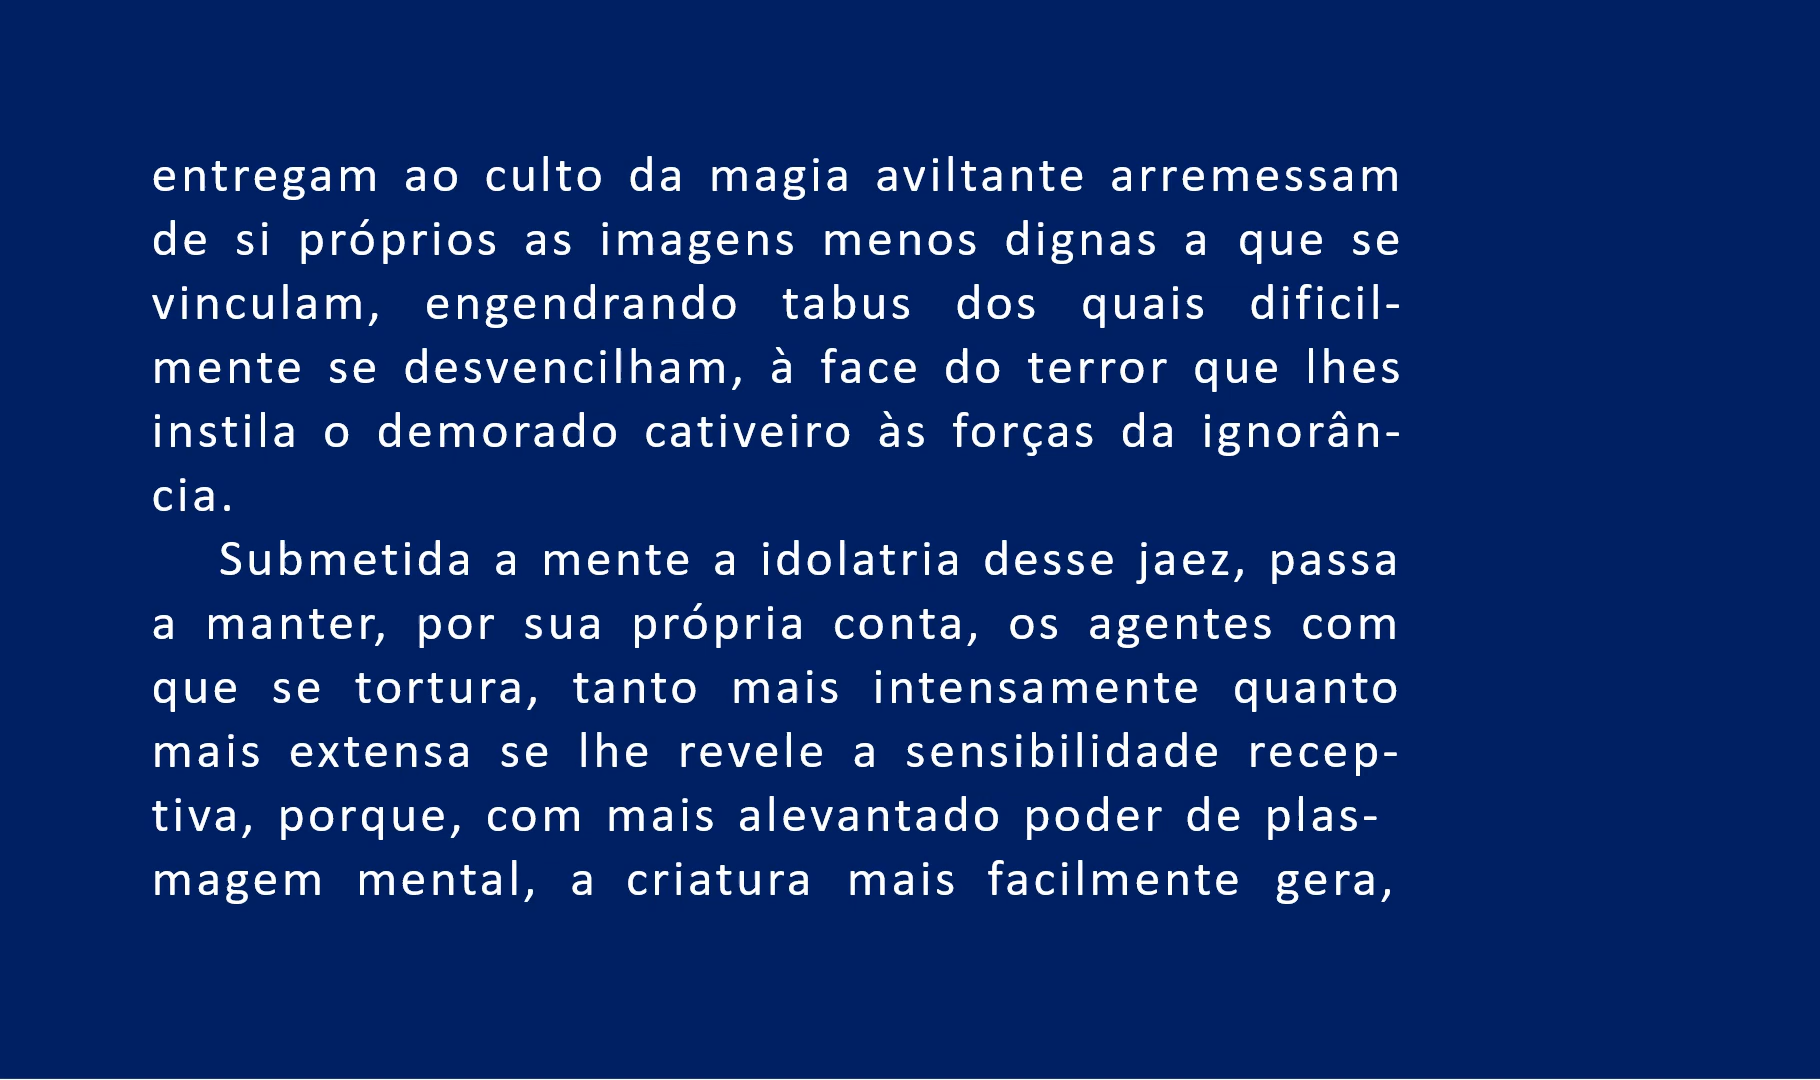 entregam ao culto da magia aviltante arremessam
de si próprios as imagens menos dignas a que se
vinculam, engendrando tabus dos quais dificil-
mente se desvencilham, à face do terror que lhes
instila o demorado cativeiro às forças da ignorân-
cia.
Submetida a mente a idolatria desse jaez, passa
a manter, por sua própria conta, os agentes com
que se tortura, tanto mais intensamente quanto
mais extensa se lhe revele a sensibilidade recep-
tiva, porque, com mais alevantado poder de plas-
magem mental, a criatura mais facilmente gera,